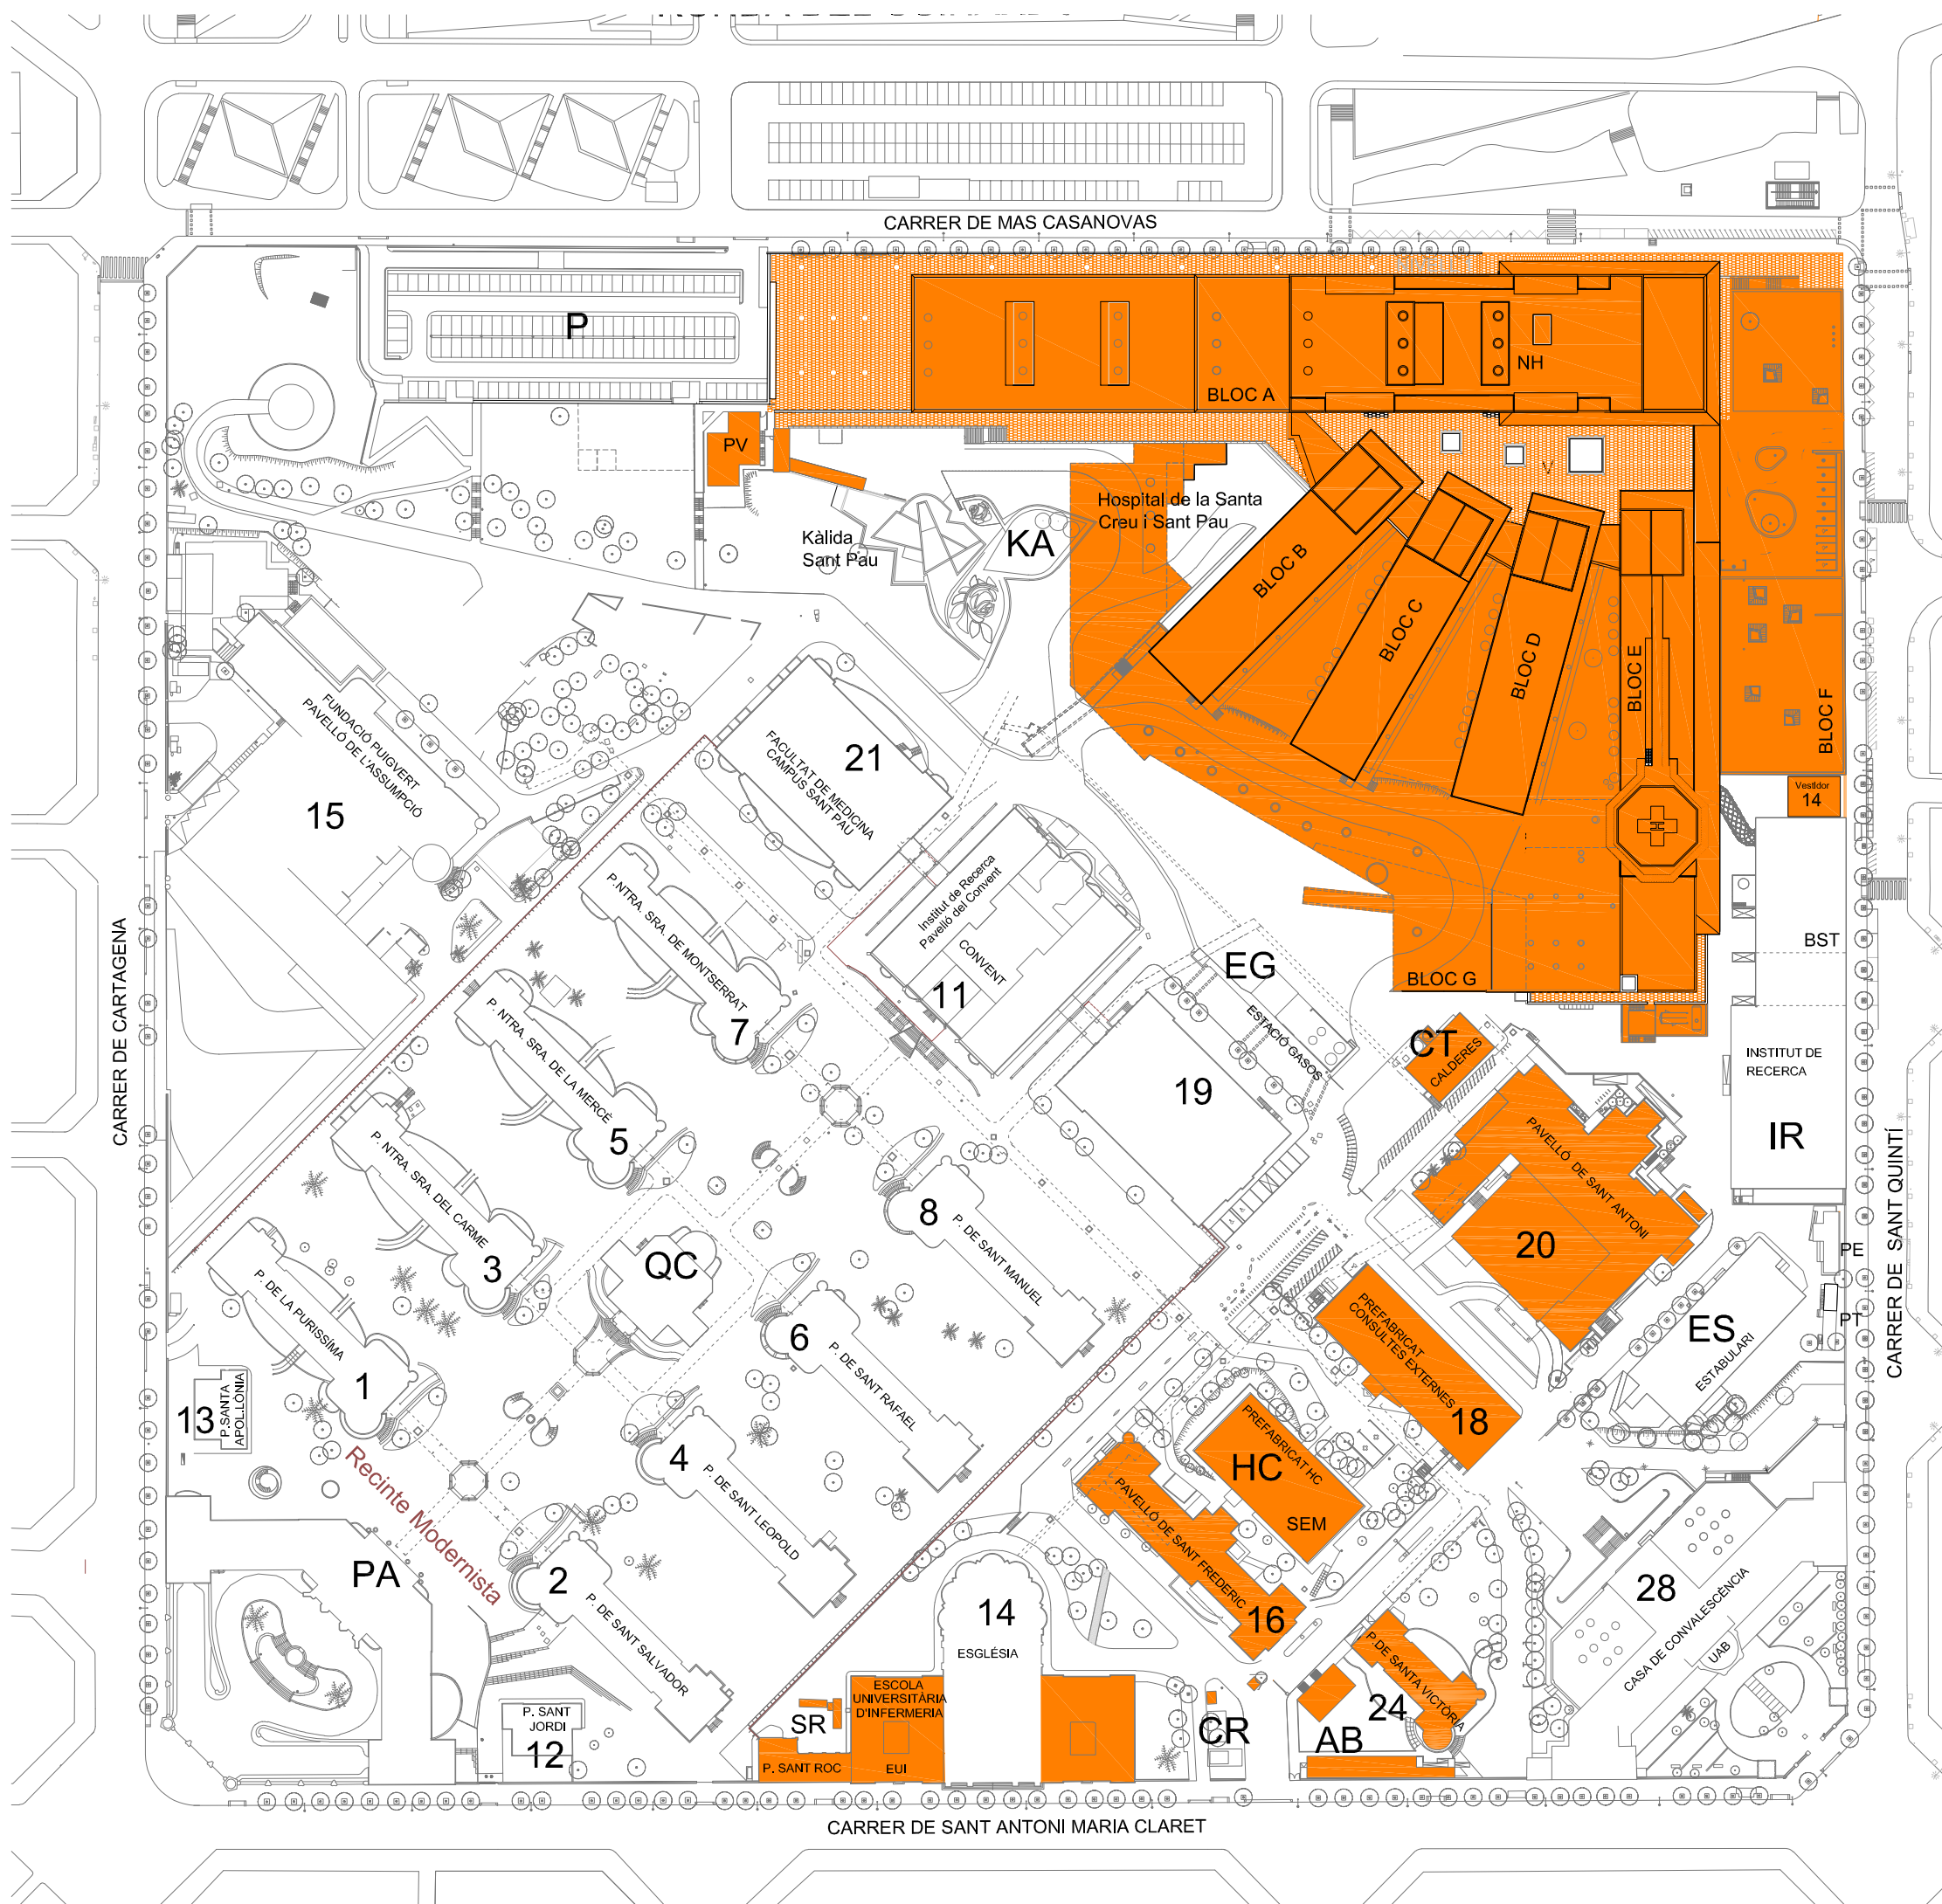 CARRER DE MAS CASANOVAS
P
NH
BLOC A
PV
V
Hospital de la Santa
Creu i Sant Pau
Kàlida
Sant Pau
KA
BLOC B
BLOC C
BLOC D
BLOC E
BLOC F
FUNDACIÓ PUIGVERT
PAVELLÓ DE L'ASSUMPCIÓ
15
21
FACULTAT DE MEDICINA
CAMPUS SANT PAU
Vestidor
14
H
P. NTRA. SRA. DE MONTSERRAT
7
Institut de Recerca
Pavelló del Convent
CONVENT
11
EG
ESTACIÓ GASOS
BLOC G
BST
CARRER DE CARTAGENA
P. NTRA. SRA. DE LA MERCÈ
5
19
CT
CALDERES
INSTITUT DE
RECERCA
IR
P. NTRA. SRA. DEL CARME
3
8
P. DE SANT MANUEL
PAVELLÓ DE SANT ANTONI
20
CARRER DE SANT QUINTÍ
PE
PT
QC
P. DE LA PURISSÍMA
1
6
P. DE SANT RAFAEL
PREFABRICAT
CONSULTES EXTERNES
18
ES
ESTABULARI
13
P.SANTA
APOL.LÒNIA
4
P. DE SANT LEOPOLD
HC
PREFABRICAT HC
SEM
Recinte Modernista
PAVELLÓ DE SANT FREDERIC
16
PA
2
P. DE SANT SALVADOR
14
ESGLÉSIA
28
CASA DE CONVALESCÈNCIA
UAB
P. DE SANTA VICTÒRIA
24
P. SANT
JORDI
12
SR
ESCOLA
UNIVERSITÀRIA
D'INFERMERIA
P. SANT ROC
EUI
CR
AB
CARRER DE SANT ANTONI MARIA CLARET